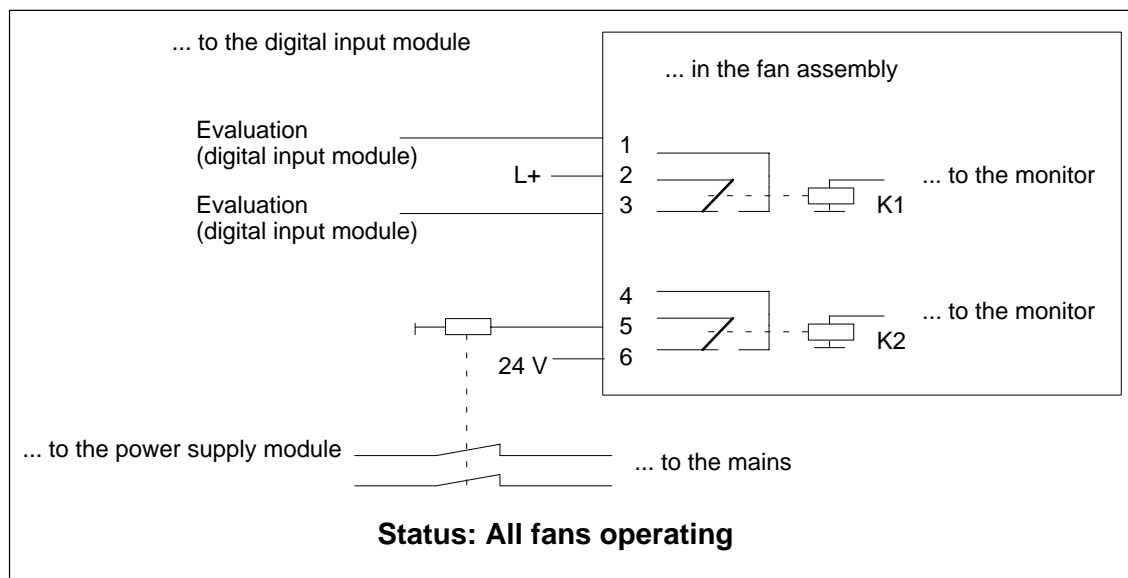 ... to the digital input module
... in the fan assembly
Evaluation
(digital input module)
1
L+
2
... to the monitor
K1
Evaluation
(digital input module)
3
4
... to the monitor
5
K2
24 V
6
... to the power supply module
... to the mains
Status: All fans operating